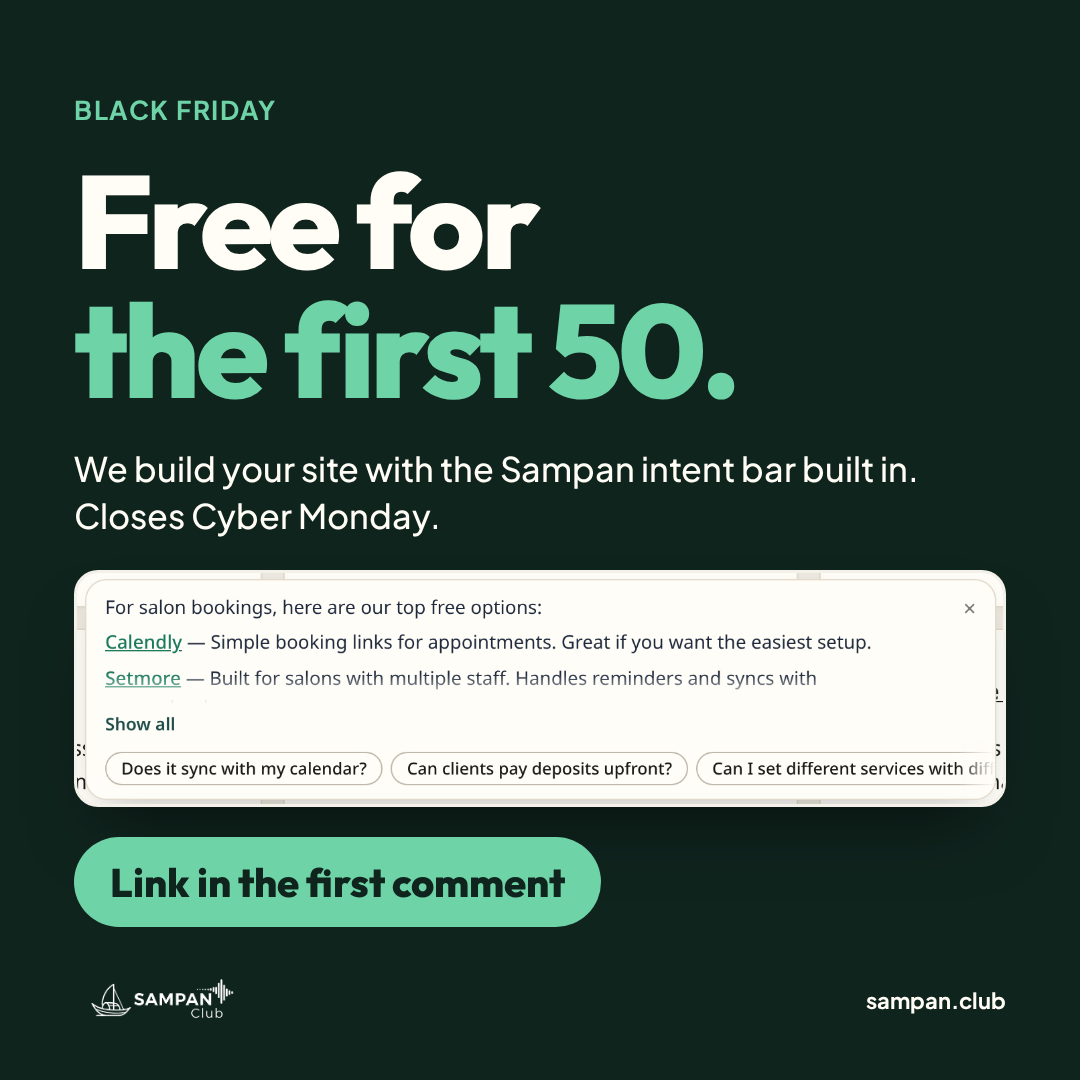 BLACK FRIDAY
Free for
the first 50.
We build your site with the Sampan intent bar built in.
Closes Cyber Monday.
For salon bookings, here are our top free options:
×
Calendly — Simple booking links for appointments. Great if you want the easiest setup.
Setmore — Built for salons with multiple staff. Handles reminders and syncs with
Show all
Does it sync with my calendar?
Can clients pay deposits upfront?
Can I set different services with
Link in the first comment
SAMPAN
Club
sampan.club